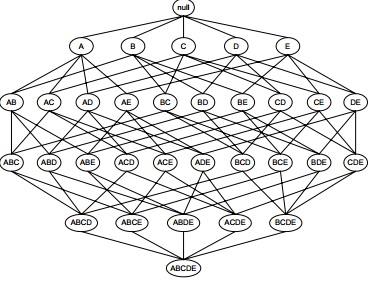 null
A B C D E
AB AC AD AE BC BD BE CD CE DE
ABC ABD ABE ACD ACE ADE BCD BCE BDE CDE
ABCD ABCE ABDE ACDE BCDE
ABCDE